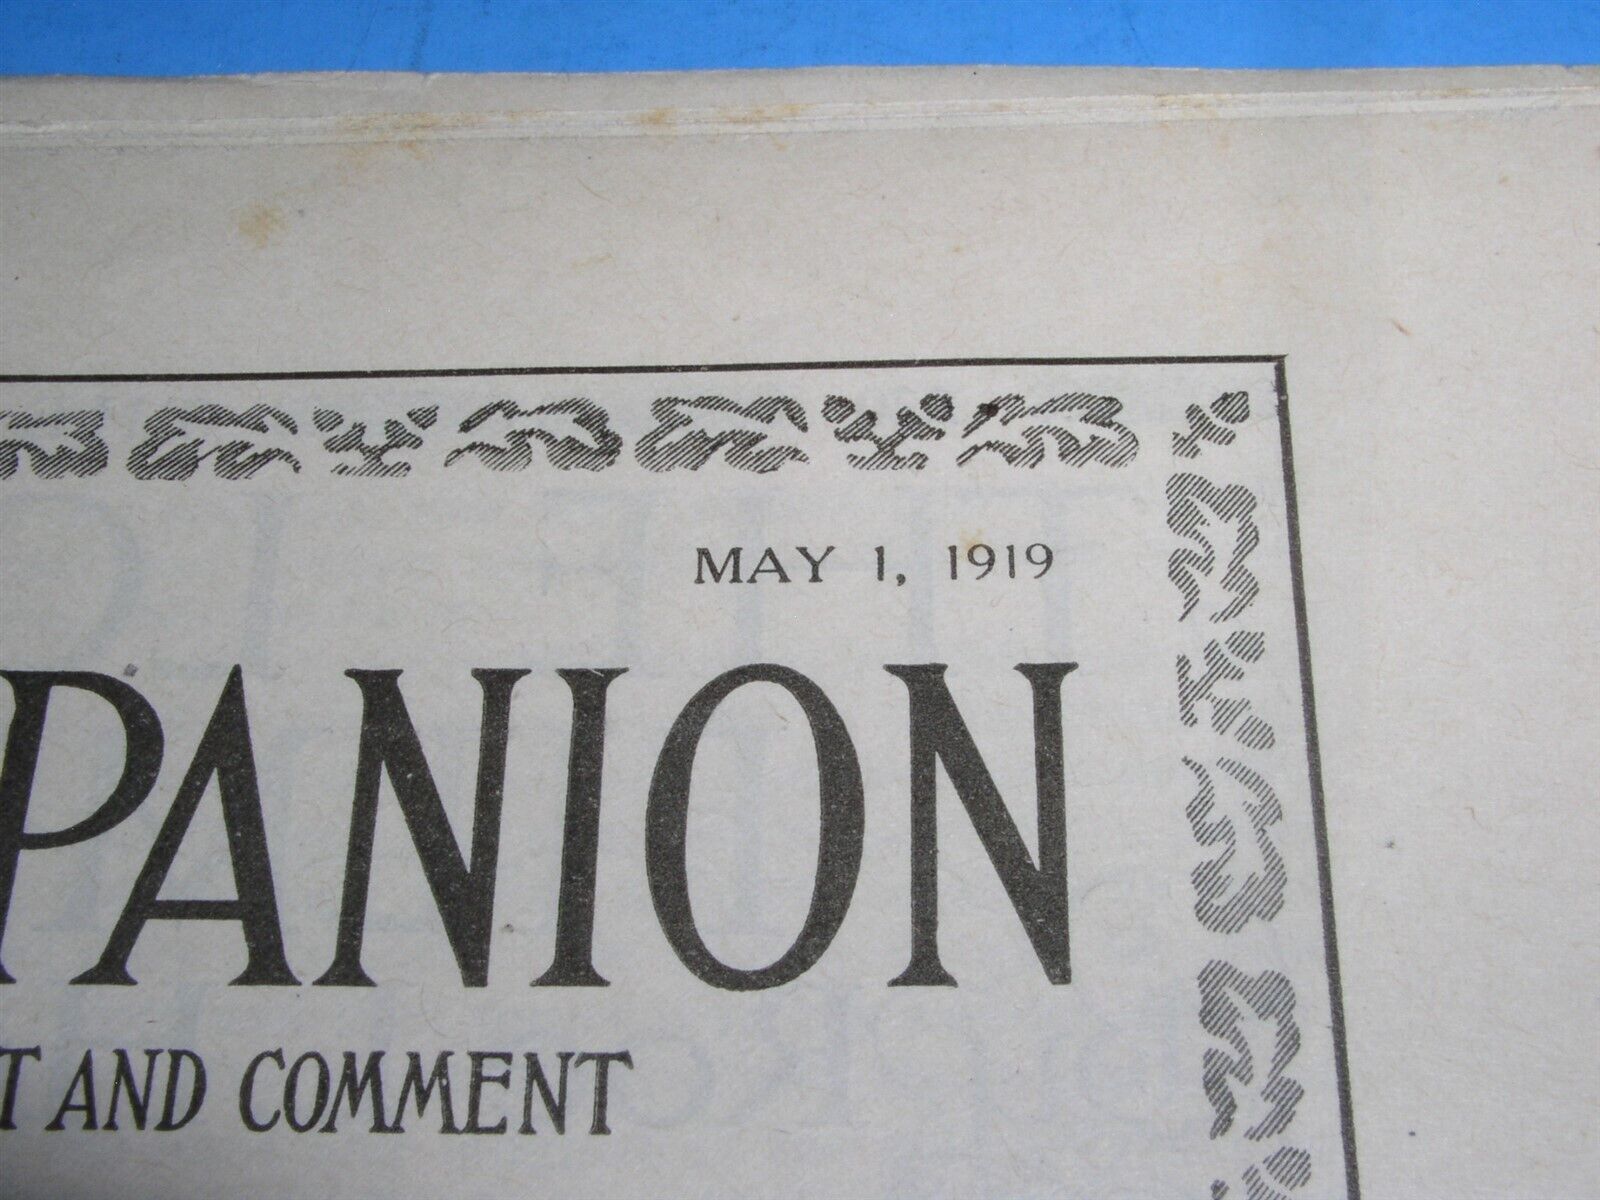 MAY 1, 1919
PANION
T AND COMMENT